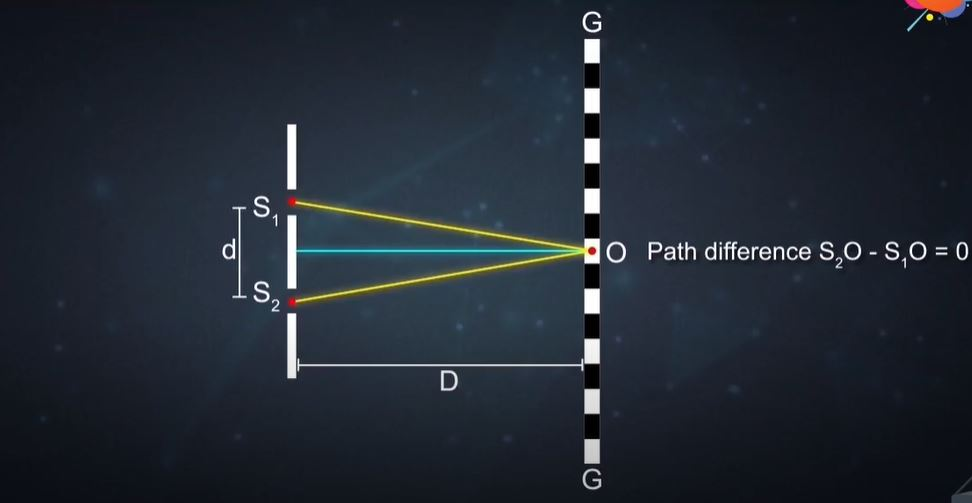 G
S₁
d
O Path difference S₂O - S₁O = 0
S₂
D
G